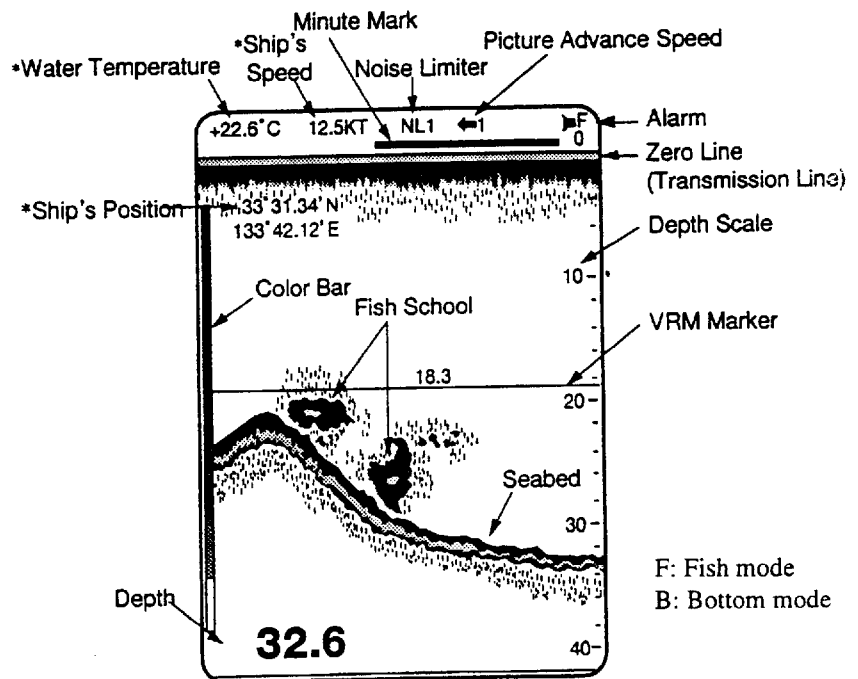 Minute Mark
*Ship's Speed
Picture Advance Speed
*Water Temperature
Noise Limiter
+22.6°C 12.5KT NL1 1 F
0
Alarm
Zero Line
(Transmission Line)
*Ship's Position
33° 31.34' N
133° 42.12' E
Depth Scale
10
Color Bar
Fish School
VRM Marker
18.3
20
Seabed
30
F: Fish mode
B: Bottom mode
Depth
32.6
40